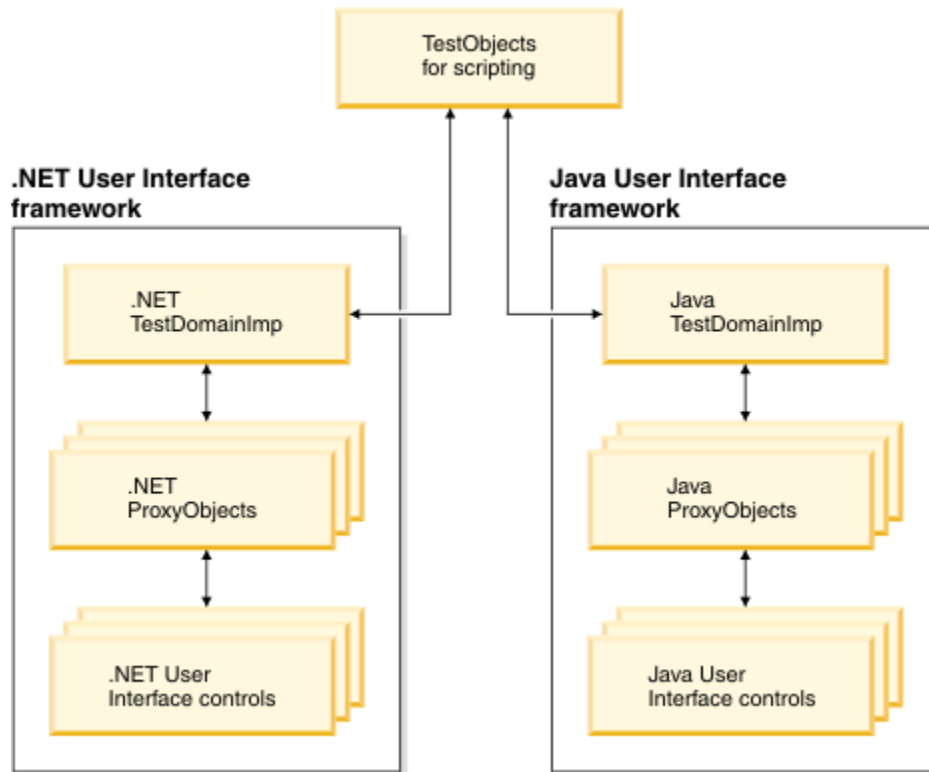 TestObjects
for scripting
.NET User Interface
framework
.NET
TestDomainImp
.NET
ProxyObjects
.NET User
Interface controls
Java User Interface
framework
Java
TestDomainImp
Java
ProxyObjects
Java User
Interface controls